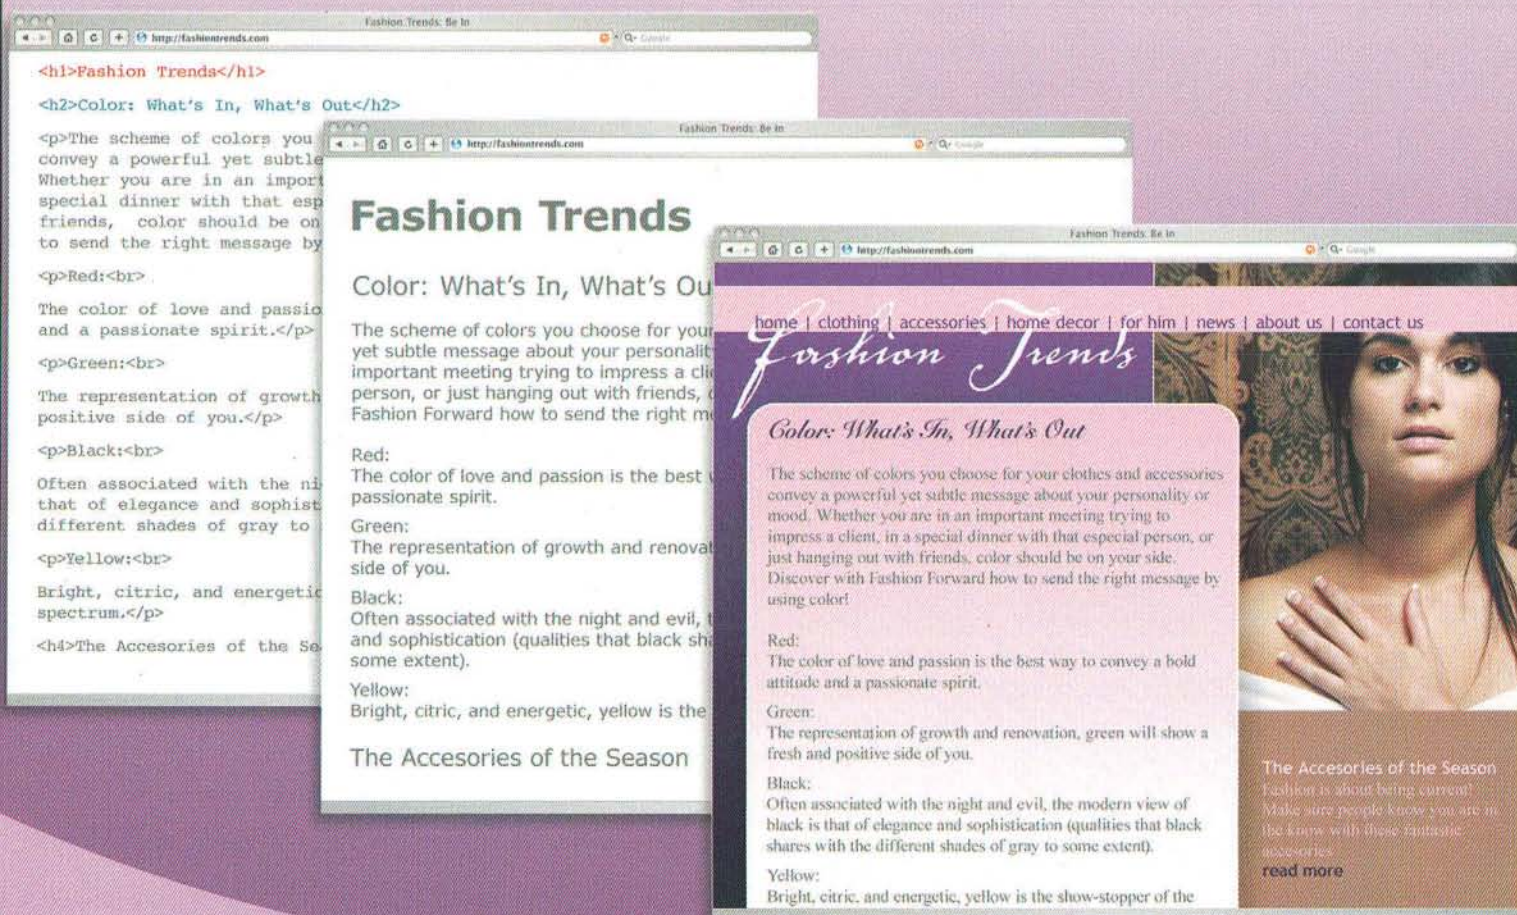 Fashion Trends: Be In
http://fashiontrends.com
Google
<h1>Fashion Trends</h1>
<h2>Color: What's In, What's Out</h2>
<p>The scheme of colors you
convey a powerful yet subtle
Whether you are in an import
special dinner with that esp
friends, color should be on
to send the right message by
<p>Red:<br>
The color of love and passio
and a passionate spirit.</p>
<p>Green:<br>
The representation of growth
positive side of you.</p>
<p>Black:<br>
Often associated with the ni
that of elegance and sophist
different shades of gray to
<p>Yellow:<br>
Bright, citric, and energetic
spectrum.</p>
<h4>The Accesories of the Se
Fashion Trends: Be In
http://fashiontrends.com
Google
Fashion Trends
Color: What's In, What's Ou
The scheme of colors you choose for your
yet subtle message about your personalit
important meeting trying to impress a clie
person, or just hanging out with friends,
Fashion Forward how to send the right m
Red:
The color of love and passion is the best
passionate spirit.
Green:
The representation of growth and renovat
side of you.
Black:
Often associated with the night and evil, t
and sophistication (qualities that black sha
some extent).
Yellow:
Bright, citric, and energetic, yellow is the
The Accesories of the Season
Fashion Trends: Be In
http://fashiontrends.com
Google
home | clothing | accessories | home decor | for him | news | about us | contact us
Fashion Trends
Color: What's In, What's Out
The scheme of colors you choose for your clothes and accessories
convey a powerful yet subtle message about your personality or
mood. Whether you are in an important meeting trying to
impress a client, in a special dinner with that especial person, or
just hanging out with friends, color should be on your side.
Discover with Fashion Forward how to send the right message by
using color!
Red:
The color of love and passion is the best way to convey a bold
attitude and a passionate spirit.
Green:
The representation of growth and renovation, green will show a
fresh and positive side of you.
Black:
Often associated with the night and evil, the modern view of
black is that of elegance and sophistication (qualities that black
shares with the different shades of gray to some extent).
Yellow:
Bright, citric, and energetic, yellow is the show-stopper of the
The Accesories of the Season
Fashion is about being current!
Make sure people know you are in
the know with these fantastic
accesories
read more